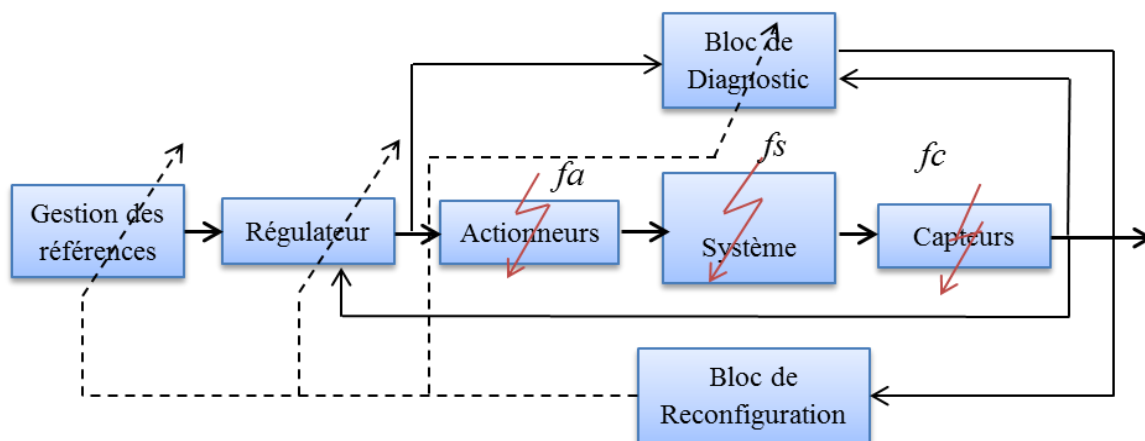 Bloc de
Diagnostic
fa
fs
fc
Gestion des
références
Régulateur
Actionneurs
Système
Capteurs
Bloc de
Reconfiguration